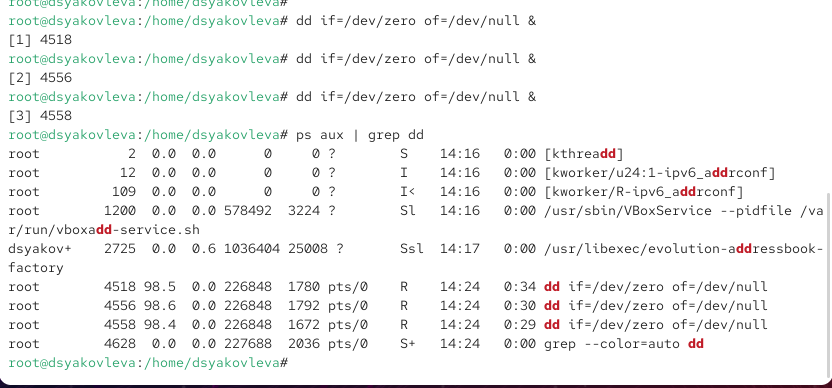 root@dsyakovleva:/home/dsyakovleva#
root@dsyakovleva:/home/dsyakovleva# dd if=/dev/zero of=/dev/null &
[1] 4518
root@dsyakovleva:/home/dsyakovleva# dd if=/dev/zero of=/dev/null &
[2] 4556
root@dsyakovleva:/home/dsyakovleva# dd if=/dev/zero of=/dev/null &
[3] 4558
root@dsyakovleva:/home/dsyakovleva# ps aux | grep dd
root           2  0.0  0.0      0     0 ?        S    14:16   0:00 [kthreadd]
root          12  0.0  0.0      0     0 ?        I    14:16   0:00 [kworker/u24:1-ipv6_addrconf]
root         109  0.0  0.0      0     0 ?        I<   14:16   0:00 [kworker/R-ipv6_addrconf]
root        1200  0.0  0.0 578492  3224 ?        Sl   14:16   0:00 /usr/sbin/VBoxService --pidfile /va
r/run/vboxadd-service.sh
dsyakov+    2725  0.0  0.6 1036404 25008 ?       Ssl  14:17   0:00 /usr/libexec/evolution-addressbook-
factory
root        4518 98.5  0.0 226848  1780 pts/0    R    14:24   0:34 dd if=/dev/zero of=/dev/null
root        4556 98.6  0.0 226848  1792 pts/0    R    14:24   0:30 dd if=/dev/zero of=/dev/null
root        4558 98.4  0.0 226848  1672 pts/0    R    14:24   0:29 dd if=/dev/zero of=/dev/null
root        4628  0.0  0.0 227688  2036 pts/0    S+   14:24   0:00 grep --color=auto dd
root@dsyakovleva:/home/dsyakovleva#